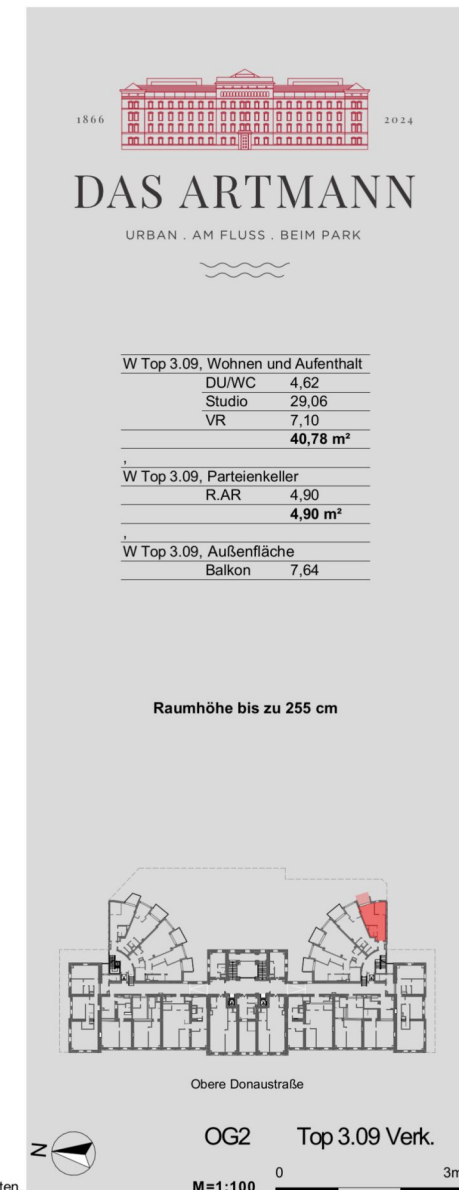 1866 2024
DAS ARTMANN
URBAN . AM FLUSS . BEIM PARK
W Top 3.09, Wohnen und Aufenthalt
DU/WC 4,62
Studio 29,06
VR 7,10
40,78 m²
,
W Top 3.09, Parteienkeller
R.AR 4,90
4,90 m²
,
W Top 3.09, Außenfläche
Balkon 7,64
Raumhöhe bis zu 255 cm
Obere Donaustraße
N
OG2 Top 3.09 Verk.
0 3m
ten M=1:100